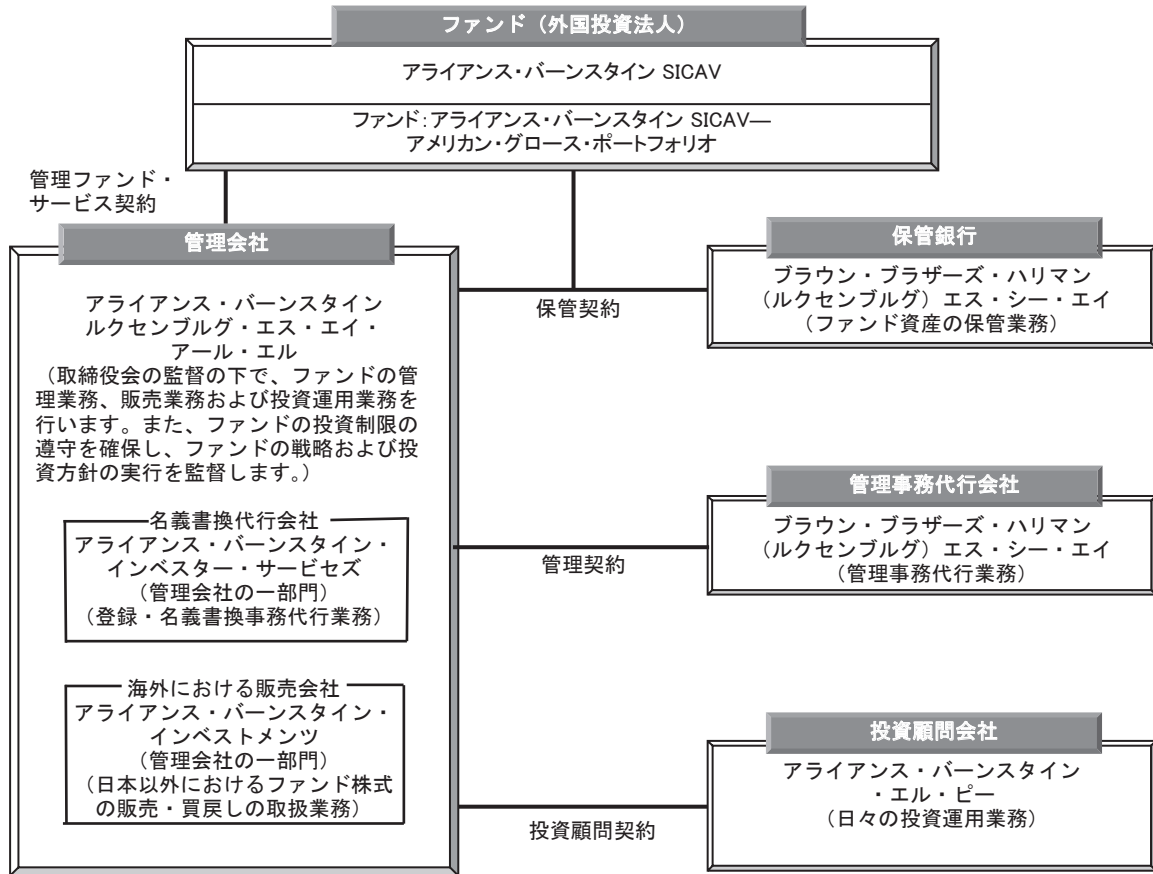 ファンド（外国投資法人）
アライアンス・バーンスタイン SICAV
ファンド：アライアンス・バーンスタイン SICAV―
アメリカン・グロース・ポートフォリオ
管理ファンド・
サービス契約
管理会社
アライアンス・バーンスタイン
ルクセンブルグ・エス・エイ・
アール・エル
（取締役会の監督の下で、ファンドの管
理業務、販売業務および投資運用業務を
行います。また、ファンドの投資制限の
遵守を確保し、ファンドの戦略および投
資方針の実行を監督します。）
名義書換代行会社
アライアンス・バーンスタイン・
インベスター・サービセズ
（管理会社の一部門）
（登録・名義書換事務代行業務）
海外における販売会社
アライアンス・バーンスタイン・
インベストメンツ
（管理会社の一部門）
（日本以外におけるファンド株式
の販売・買戻しの取扱業務）
保管契約
保管銀行
ブラウン・ブラザーズ・ハリマン
（ルクセンブルグ）エス・シー・エイ
（ファンド資産の保管業務）
管理契約
管理事務代行会社
ブラウン・ブラザーズ・ハリマン
（ルクセンブルグ）エス・シー・エイ
（管理事務代行業務）
投資顧問契約
投資顧問会社
アライアンス・バーンスタイン
・エル・ピー
（日々の投資運用業務）